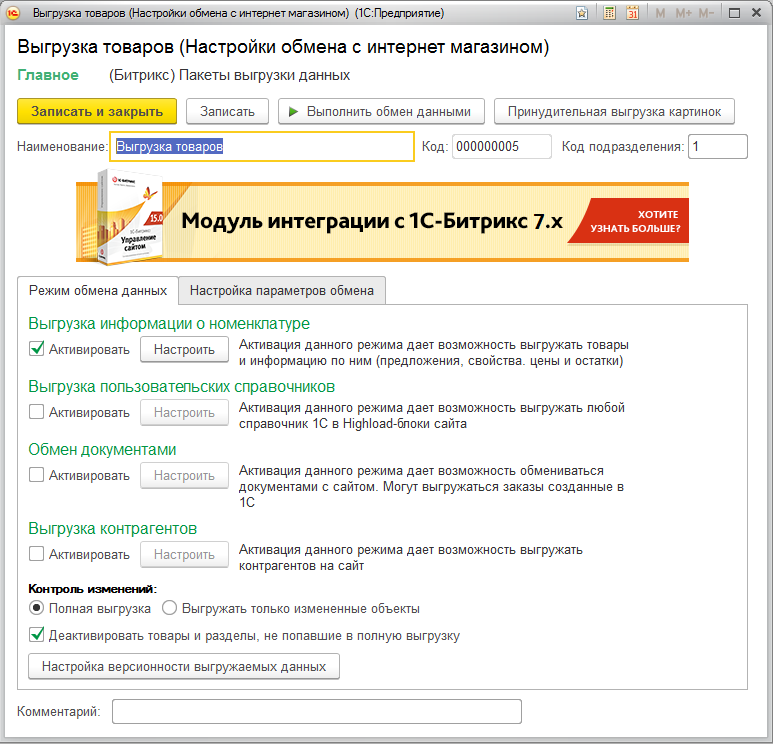 Выгрузка товаров (Настройки обмена с интернет магазином) (1С:Предприятие)
31 M M+ M-
Выгрузка товаров (Настройки обмена с интернет магазином)
Главное (Битрикс) Пакеты выгрузки данных
Записать и закрыть Записать Выполнить обмен данными Принудительная выгрузка картинок
Наименование: Выгрузка товаров Код: 000000005 Код подразделения: 1
1С-БИТРИКС
15.0
1С-Битрикс
Управление
сайтом
Модуль интеграции с 1С-Битрикс 7.x
ХОТИТЕ
УЗНАТЬ БОЛЬШЕ?
Режим обмена данных Настройка параметров обмена
Выгрузка информации о номенклатуре
Активировать Настроить Активация данного режима дает возможность выгружать товары
и информацию по ним (предложения, свойства. цены и остатки)
Выгрузка пользовательских справочников
Активировать Настроить Активация данного режима дает возможность выгружать любой
справочник 1С в Highload-блоки сайта
Обмен документами
Активировать Настроить Активация данного режима дает возможность обмениваться
документами с сайтом. Могут выгружаться заказы созданные в
1С
Выгрузка контрагентов
Активировать Настроить Активация данного режима дает возможность выгружать
контрагентов на сайт
Контроль изменений:
Полная выгрузка Выгружать только измененные объекты
Деактивировать товары и разделы, не попавшие в полную выгрузку
Настройка версионности выгружаемых данных
Комментарий: